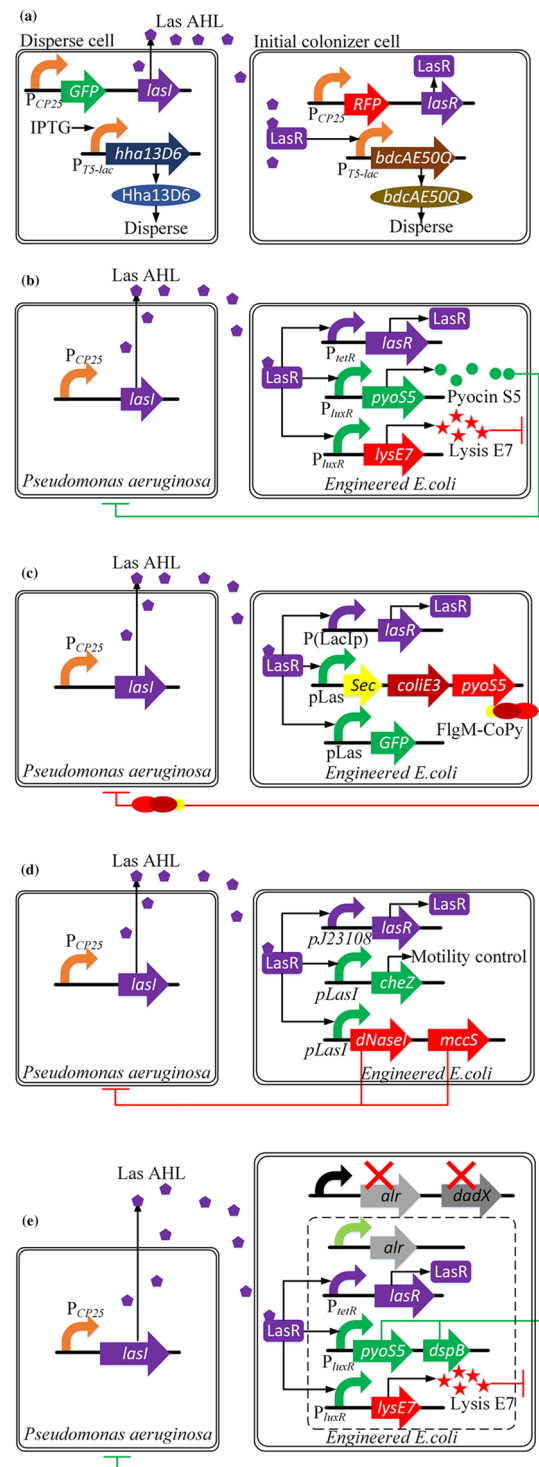 (a)
Las AHL
Disperse cell
Initial colonizer cell
LasR
P_CP25
GFP
lasI
P_CP25
RFP
lasR
IPTG
LasR
P_T5-lac
hha13D6
P_T5-lac
bdcAE50Q
Hha13D6
bdcAE50Q
Disperse
Disperse
(b)
Las AHL
LasR
P_tetR
lasR
P_CP25
LasR
lasI
P_luxR
pyoS5
Pyocin S5
P_luxR
lysE7
Lysis E7
Pseudomonas aeruginosa
Engineered E.coli
(c)
Las AHL
LasR
P(LacIp)
lasR
P_CP25
LasR
lasI
pLas
Sec
coliE3
pyoS5
FlgM-CoPy
pLas
GFP
Pseudomonas aeruginosa
Engineered E.coli
(d)
Las AHL
LasR
pJ23108
lasR
P_CP25
Motility control
LasR
lasI
pLasI
cheZ
pLasI
dNaseI
mccS
Pseudomonas aeruginosa
Engineered E.coli
Las AHL
alr
dadX
(e)
alr
LasR
P_CP25
P_tetR
lasR
LasR
lasI
P_luxR
pyoS5
dspB
P_luxR
lysE7
Lysis E7
Pseudomonas aeruginosa
Engineered E.coli